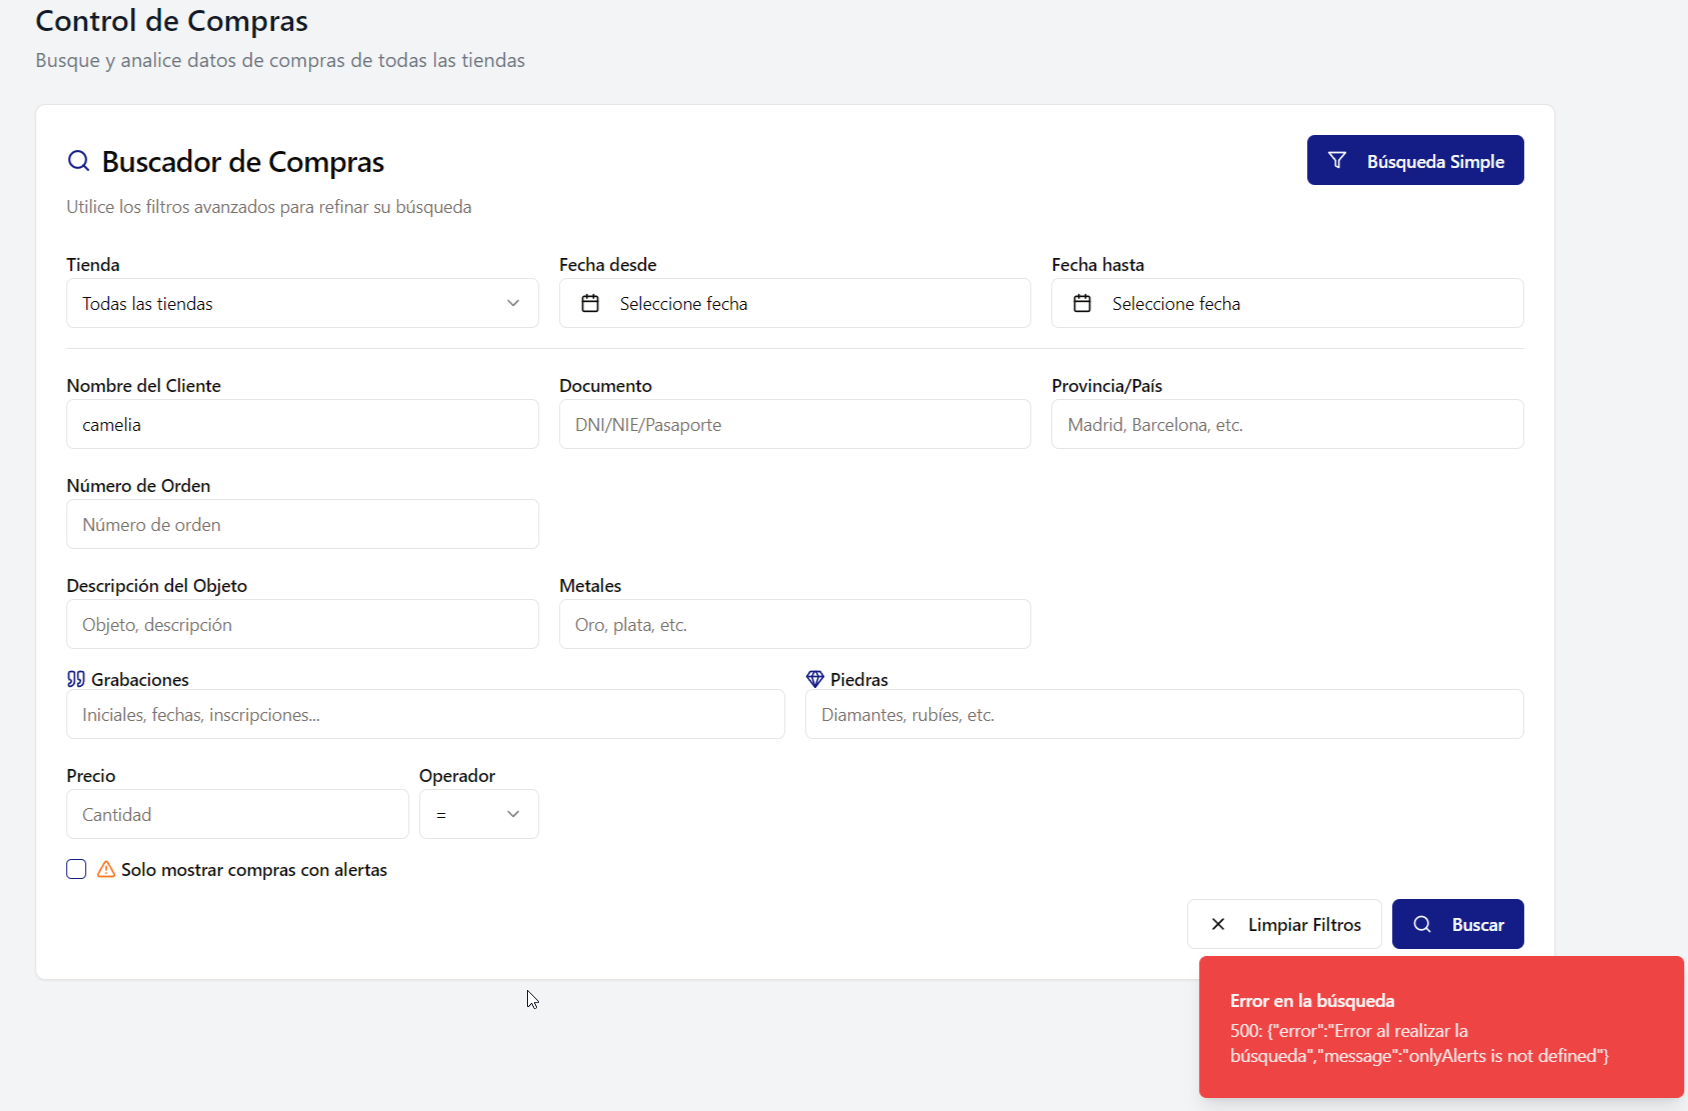 Control de Compras
Busque y analice datos de compras de todas las tiendas
Buscador de Compras
Búsqueda Simple
Utilice los filtros avanzados para refinar su búsqueda
Tienda
Fecha desde
Fecha hasta
Todas las tiendas
Seleccione fecha
Seleccione fecha
Nombre del Cliente
Documento
Provincia/País
camelia
DNI/NIE/Pasaporte
Madrid, Barcelona, etc.
Número de Orden
Número de orden
Descripción del Objeto
Metales
Objeto, descripción
Oro, plata, etc.
Grabaciones
Piedras
Iniciales, fechas, inscripciones...
Diamantes, rubíes, etc.
Precio
Operador
Cantidad
=
Solo mostrar compras con alertas
Limpiar Filtros
Buscar
Error en la búsqueda
500: {"error":"Error al realizar la
búsqueda","message":"onlyAlerts is not defined"}